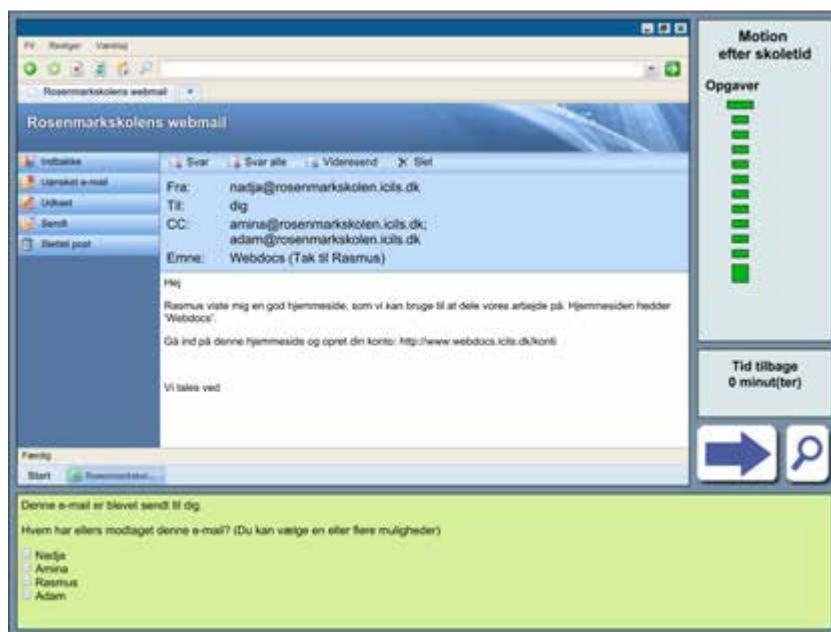 Motion
efter skoletid
Opgaver
Rediger Værktøj
Rosenmarkskolens webmail
Rosenmarkskolens webmail
Indbakke
Uønsket e-mail
Udkast
Sendt
Slettet post
Svar Svar alle Videresend Slet
Fra: nadja@rosenmarkskolen.icils.dk
Til: dig
CC: amina@rosenmarkskolen.icils.dk;
adam@rosenmarkskolen.icils.dk
Emne: Webdocs (Tak til Rasmus)
Hej
Rasmus viste mig en god hjemmeside, som vi kan bruge til at dele vores arbejde på. Hjemmesiden hedder
'Webdocs'.
Gå ind på denne hjemmeside og opret din konto: http://www.webdocs.icils.dk/konti
Vi tales ved
Tid tilbage
0 minut(ter)
Færdig
Start Rosenmarkskol...
Denne e-mail er blevet sendt til dig.
Hvem har ellers modtaget denne e-mail? (Du kan vælge en eller flere muligheder)
Nadja
Amina
Rasmus
Adam